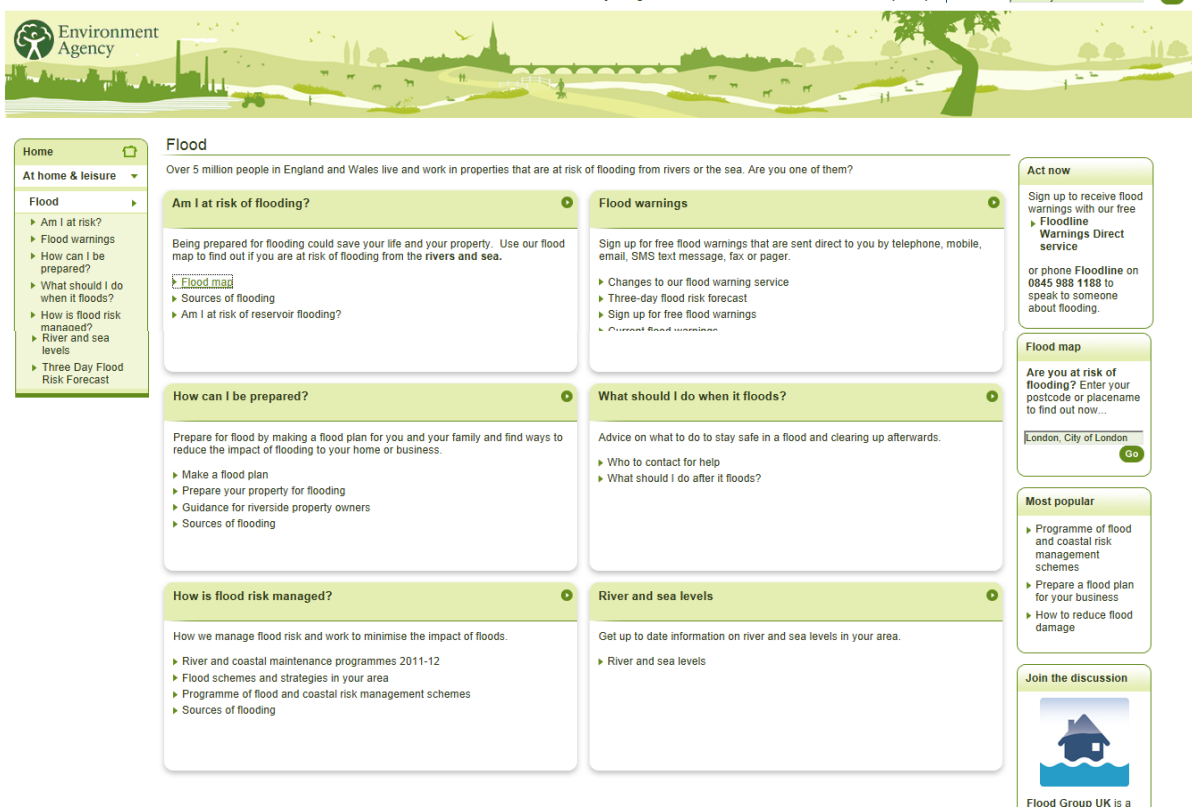 Environment
Agency
Home
At home & leisure
Flood
Am I at risk?
Flood warnings
How can I be
prepared?
What should I do
when it floods?
How is flood risk
managed?
River and sea
levels
Three Day Flood
Risk Forecast
Flood
Over 5 million people in England and Wales live and work in properties that are at risk of flooding from rivers or the sea. Are you one of them?
Am I at risk of flooding?
Being prepared for flooding could save your life and your property. Use our flood
map to find out if you are at risk of flooding from the rivers and sea.
Flood map
Sources of flooding
Am I at risk of reservoir flooding?
Flood warnings
Sign up for free flood warnings that are sent direct to you by telephone, mobile,
email, SMS text message, fax or pager.
Changes to our flood warning service
Three-day flood risk forecast
Sign up for free flood warnings
Current flood warnings
How can I be prepared?
Prepare for flood by making a flood plan for you and your family and find ways to
reduce the impact of flooding to your home or business.
Make a flood plan
Prepare your property for flooding
Guidance for riverside property owners
Sources of flooding
What should I do when it floods?
Advice on what to do to stay safe in a flood and clearing up afterwards.
Who to contact for help
What should I do after it floods?
How is flood risk managed?
How we manage flood risk and work to minimise the impact of floods.
River and coastal maintenance programmes 2011-12
Flood schemes and strategies in your area
Programme of flood and coastal risk management schemes
Sources of flooding
River and sea levels
Get up to date information on river and sea levels in your area.
River and sea levels
Act now
Sign up to receive flood
warnings with our free
Floodline
Warnings Direct
service
or phone Floodline on
0845 988 1188 to
speak to someone
about flooding.
Flood map
Are you at risk of
flooding? Enter your
postcode or placename
to find out now...
London, City of London
Go
Most popular
Programme of flood
and coastal risk
management
schemes
Prepare a flood plan
for your business
How to reduce flood
damage
Join the discussion
Flood Group UK is a